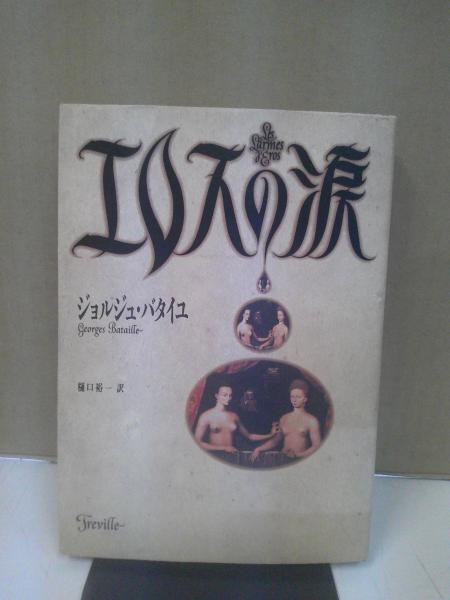 Les
Larmes
d'Eros
エロスの涙
ジョルジュ・バタイユ
Georges Bataille
樋口裕一 訳
Treville